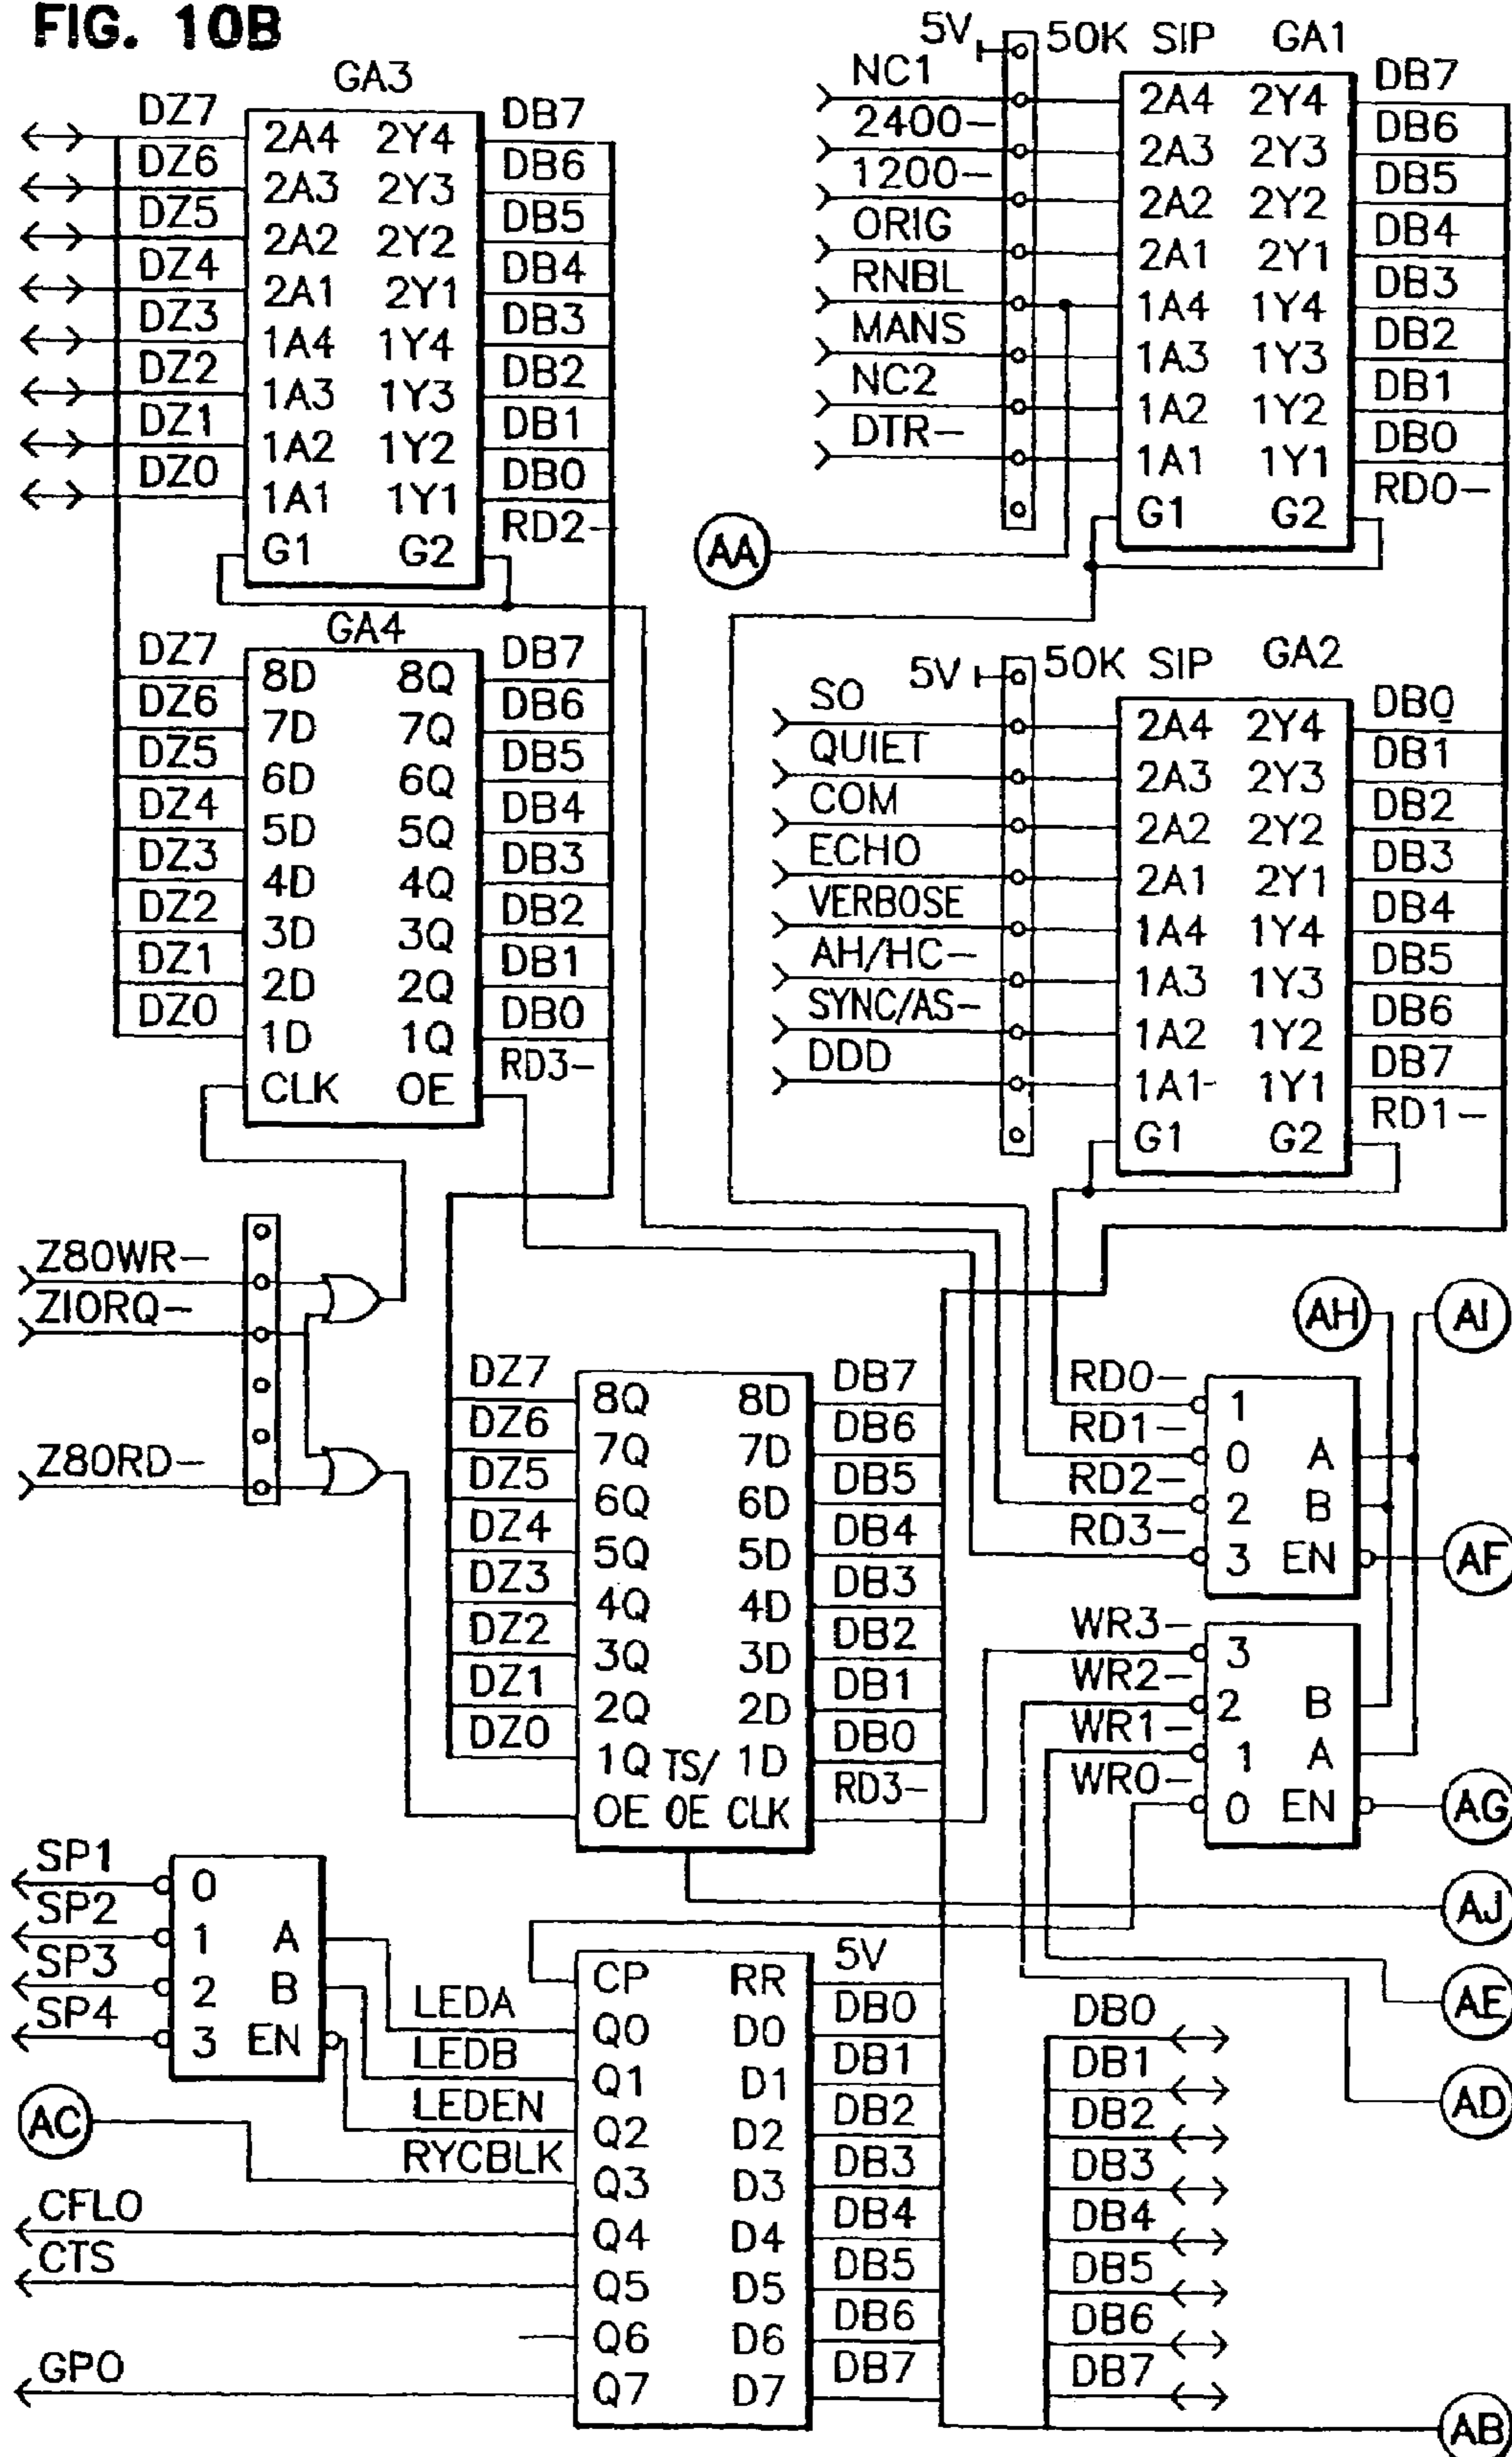 FIG. 10B
GA3
DZ7 2A4 2Y4 DB7
DZ6 2A3 2Y3 DB6
DZ5 2A2 2Y2 DB5
DZ4 2A1 2Y1 DB4
DZ3 1A4 1Y4 DB3
DZ2 1A3 1Y3 DB2
DZ1 1A2 1Y2 DB1
DZ0 1A1 1Y1 DB0
G1 G2 RD2-
5V 50K SIP GA1
NC1 2A4 2Y4 DB7
2400- 2A3 2Y3 DB6
1200- 2A2 2Y2 DB5
ORIG 2A1 2Y1 DB4
RNBL 1A4 1Y4 DB3
MANS 1A3 1Y3 DB2
NC2 1A2 1Y2 DB1
DTR- 1A1 1Y1 DB0
G1 G2 RD0-
AA
GA4
DZ7 8D 8Q DB7
DZ6 7D 7Q DB6
DZ5 6D 6Q DB5
DZ4 5D 5Q DB4
DZ3 4D 4Q DB3
DZ2 3D 3Q DB2
DZ1 2D 2Q DB1
DZ0 1D 1Q DB0
CLK OE RD3-
5V 50K SIP GA2
SO 2A4 2Y4 DB0
QUIET 2A3 2Y3 DB1
COM 2A2 2Y2 DB2
ECHO 2A1 2Y1 DB3
VERBOSE 1A4 1Y4 DB4
AH/HC- 1A3 1Y3 DB5
SYNC/AS- 1A2 1Y2 DB6
DDD 1A1 1Y1 DB7
G1 G2 RD1-
Z80WR-
ZIORQ-
Z80RD-
DZ7 8Q 8D DB7
DZ6 7Q 7D DB6
DZ5 6Q 6D DB5
DZ4 5Q 5D DB4
DZ3 4Q 4D DB3
DZ2 3Q 3D DB2
DZ1 2Q 2D DB1
DZ0 1Q TS/ 1D DB0
OE OE CLK RD3-
AH AI
RD0- 1
RD1- 0 A
RD2- 2 B
RD3- 3 EN AF
WR3- 3
WR2- 2 B
WR1- 1 A
WR0- 0 EN AG
AJ
AE
AD
SP1 0
SP2 1 A
SP3 2 B
SP4 3 EN
AC
CP RR 5V
LEDA Q0 D0 DB0
LEDB Q1 D1 DB1
LEDEN Q2 D2 DB2
RYCBLK Q3 D3 DB3
CFLO Q4 D4 DB4
CTS Q5 D5 DB5
Q6 D6 DB6
GPO Q7 D7 DB7
DB0
DB1
DB2
DB3
DB4
DB5
DB6
DB7
AB